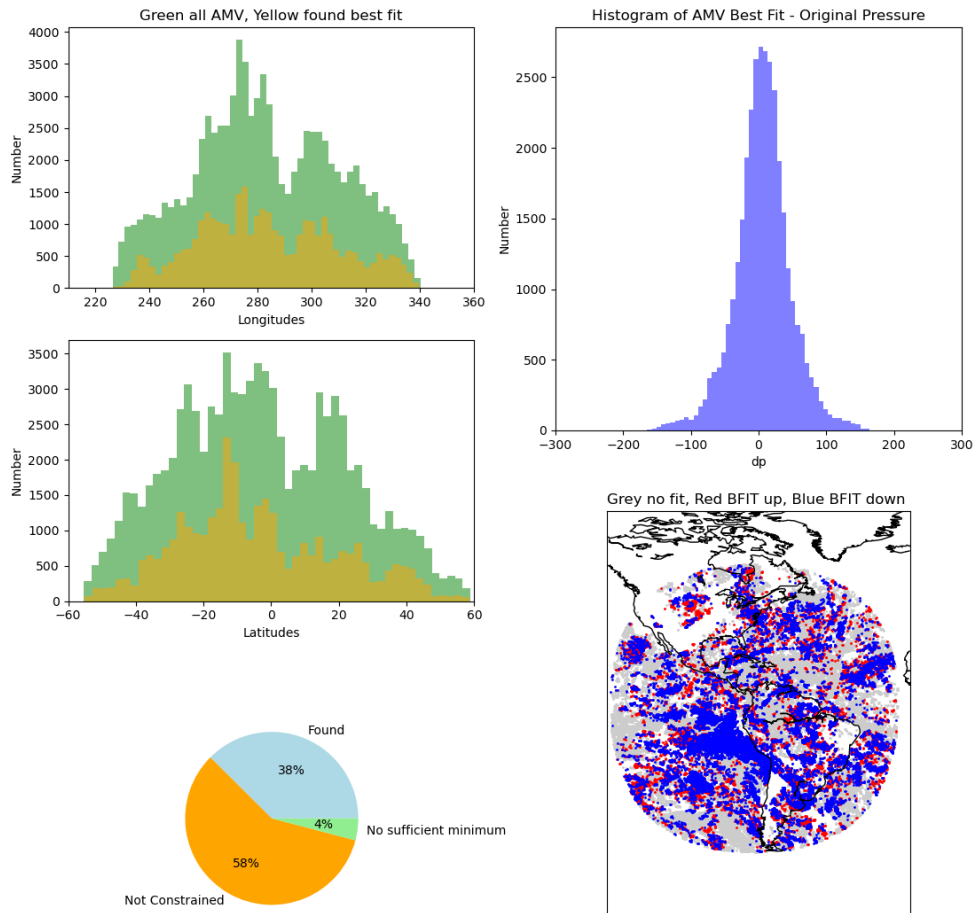 Green all AMV, Yellow found best fit
Number
4000
3500
3000
2500
2000
1500
1000
500
0
220 240 260 280 300 320 340 360
Longitudes
Histogram of AMV Best Fit - Original Pressure
Number
2500
2000
1500
1000
500
0
−300 −200 −100 0 100 200 300
dp
Number
3500
3000
2500
2000
1500
1000
500
0
−60 −40 −20 0 20 40 60
Latitudes
Grey no fit, Red BFIT up, Blue BFIT down
Found
38%
4%
No sufficient minimum
58%
Not Constrained